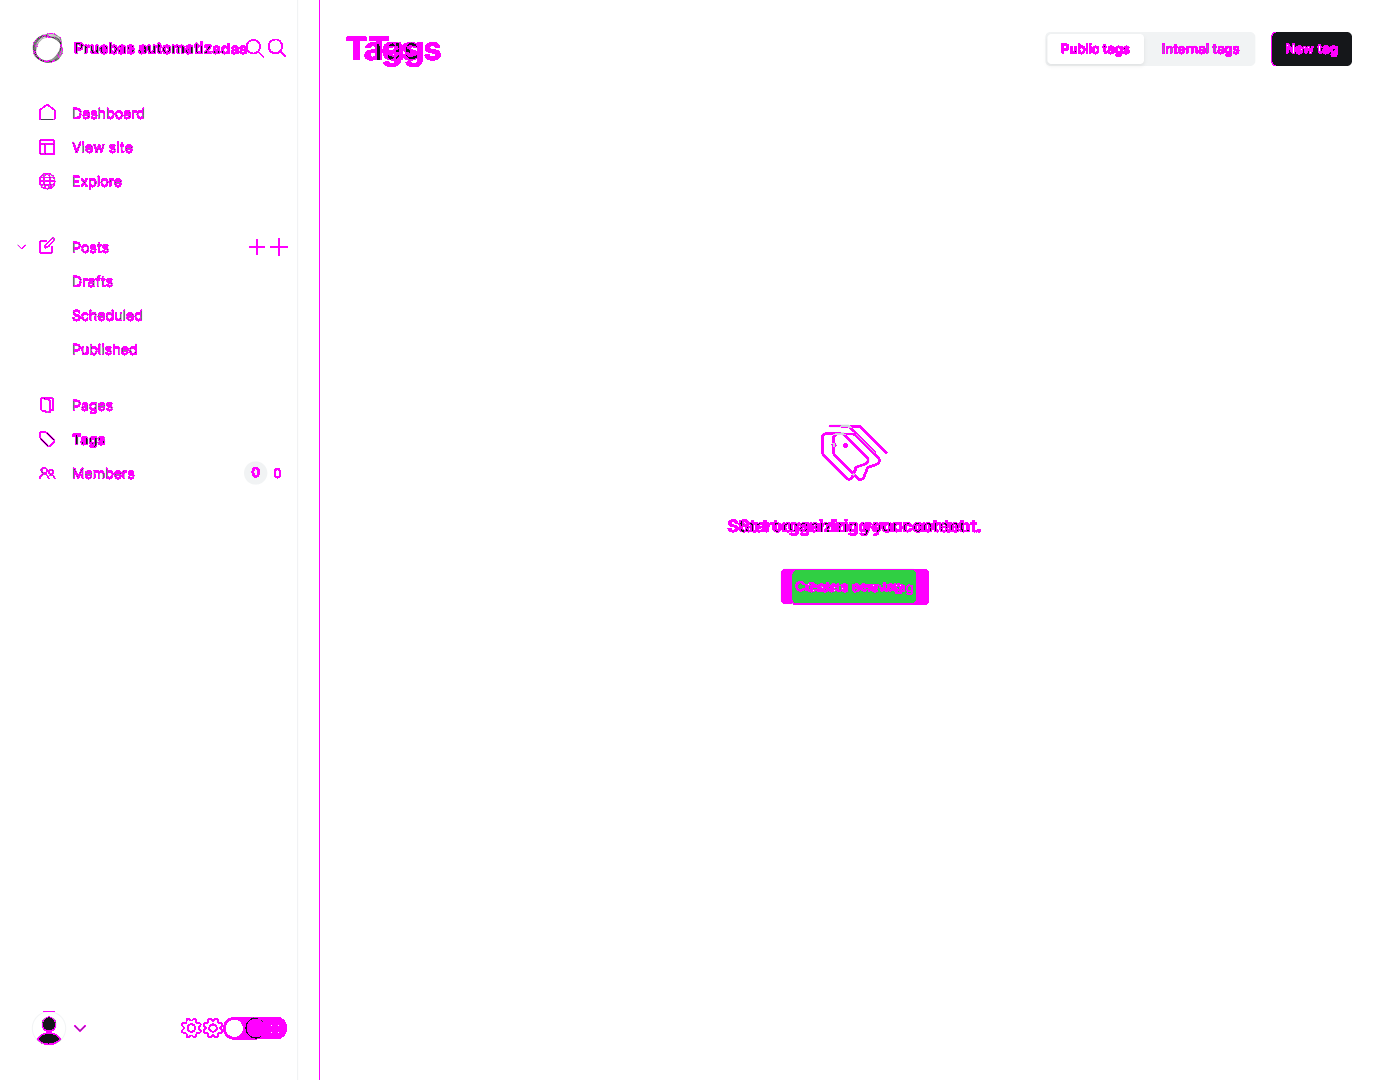 Pruebas automatizadas
Tags
Public tags
Internal tags
New tag
Dashboard
View site
Explore
Posts
Drafts
Scheduled
Published
Pages
Tags
Members
0 0
Start organizing your content.
Create a new tag